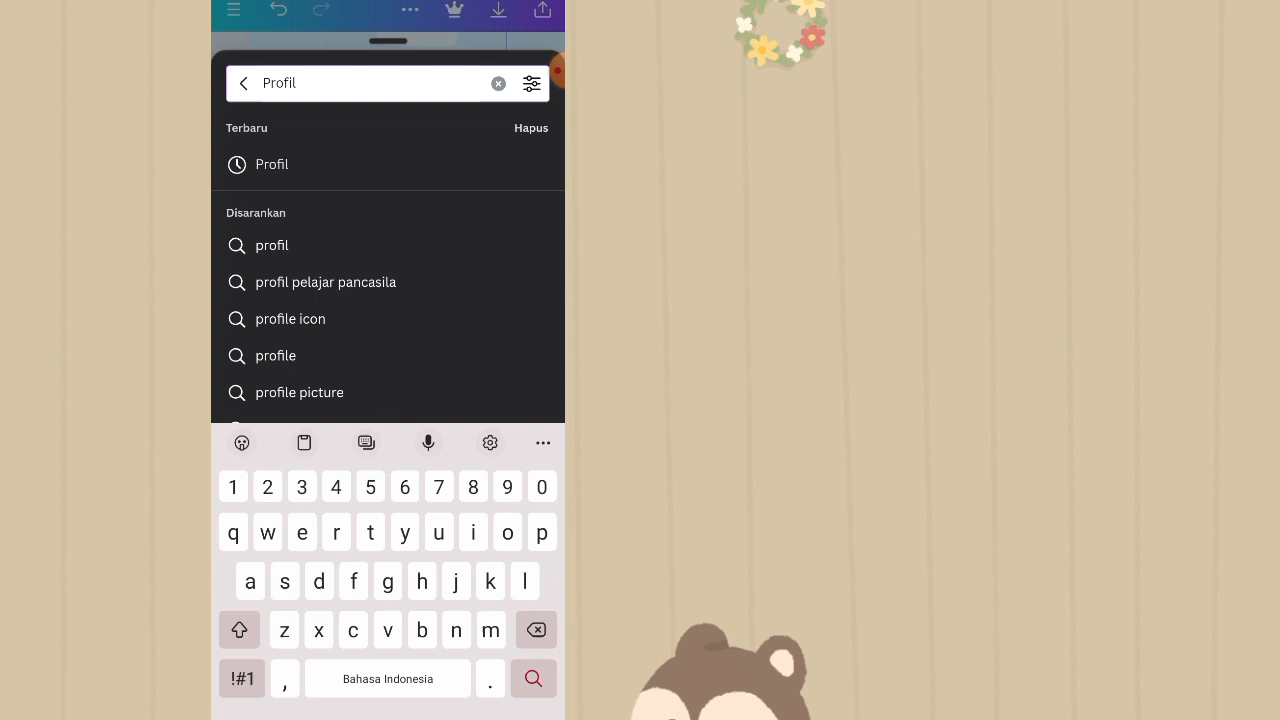 Profil
Terbaru Hapus
Profil
Disarankan
profil
profil pelajar pancasila
profile icon
profile
profile picture
1 2 3 4 5 6 7 8 9 0
q w e r t y u i o p
a s d f g h j k l
z x c v b n m
!#1 , Bahasa Indonesia .